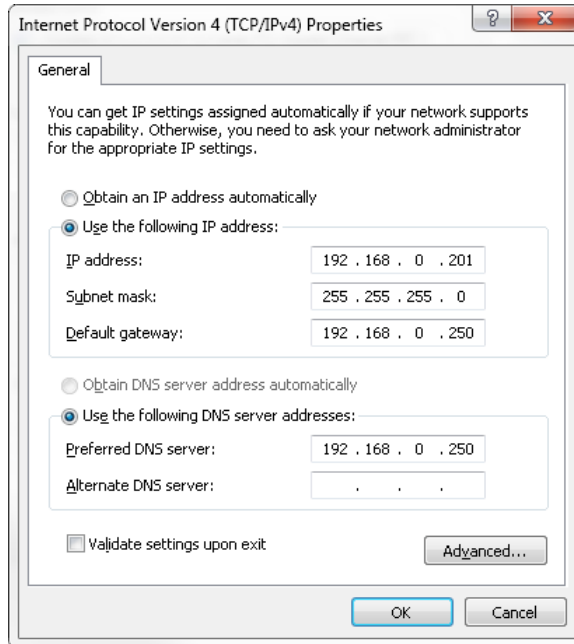 Internet Protocol Version 4 (TCP/IPv4) Properties
General
You can get IP settings assigned automatically if your network supports
this capability. Otherwise, you need to ask your network administrator
for the appropriate IP settings.
Obtain an IP address automatically
Use the following IP address:
IP address: 192 . 168 . 0 . 201
Subnet mask: 255 . 255 . 255 . 0
Default gateway: 192 . 168 . 0 . 250
Obtain DNS server address automatically
Use the following DNS server addresses:
Preferred DNS server: 192 . 168 . 0 . 250
Alternate DNS server: . . .
Validate settings upon exit
Advanced...
OK Cancel